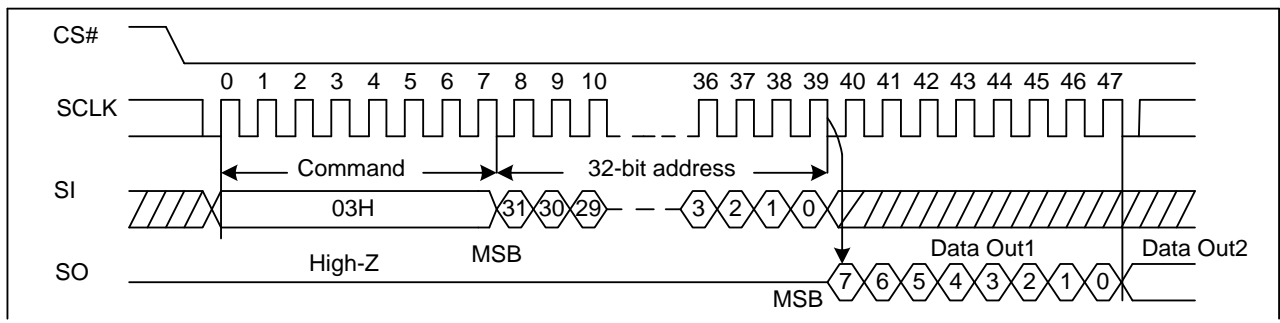 CS#
0 1 2 3 4 5 6 7 8 9 10 36 37 38 39 40 41 42 43 44 45 46 47
SCLK
Command 32-bit address
SI 03H 31 30 29 3 2 1 0
High-Z MSB Data Out1 Data Out2
SO MSB 7 6 5 4 3 2 1 0